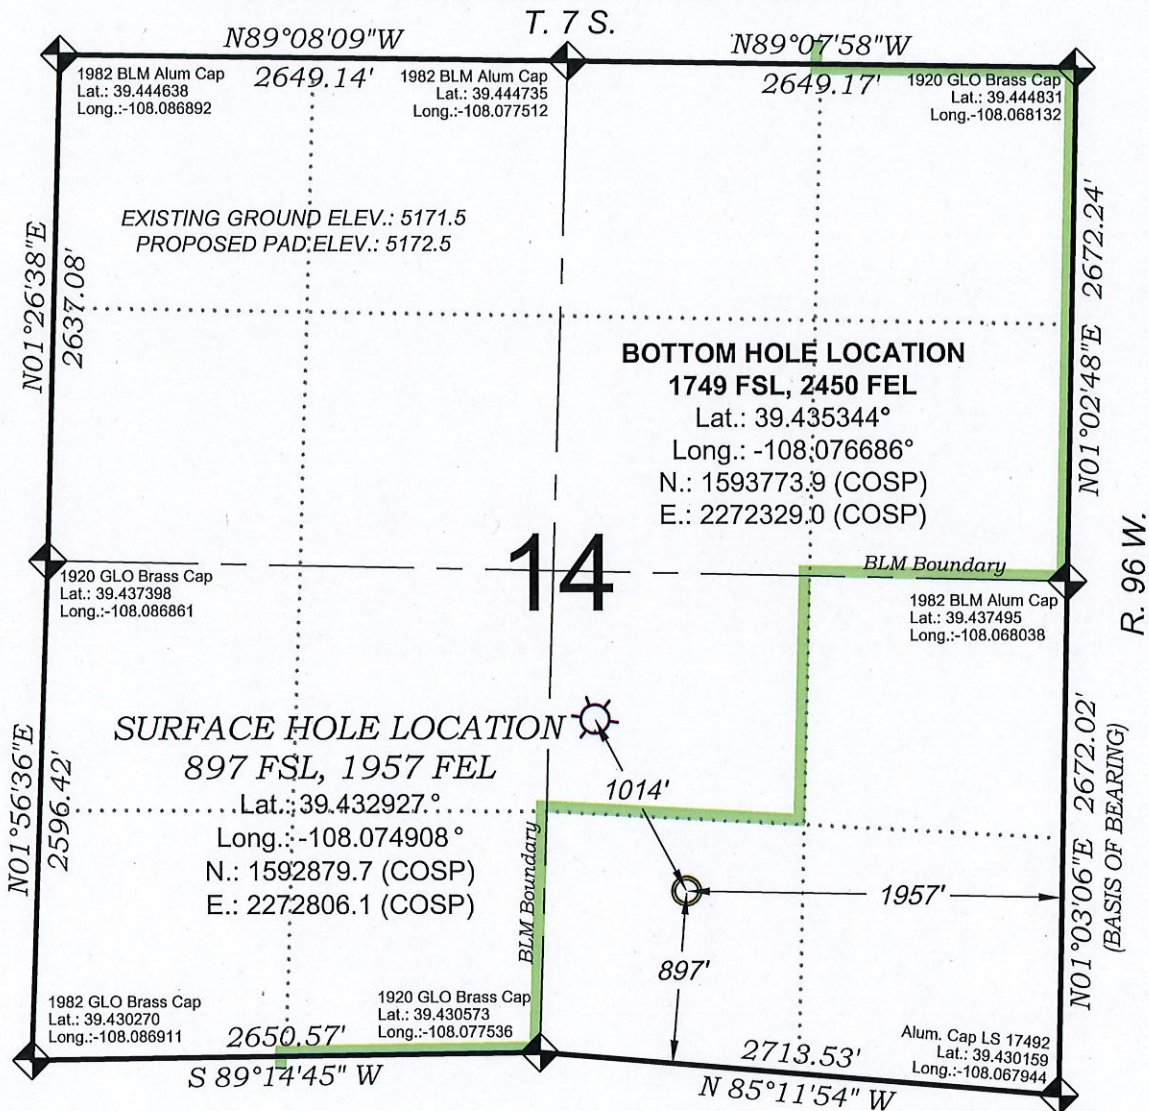 T. 7 S.
N89°08'09"W
N89°07'58"W
1982 BLM Alum Cap
Lat.: 39.444638
Long.:-108.086892
2649.14'
1982 BLM Alum Cap
Lat.: 39.444735
Long.:-108.077512
2649.17'
1920 GLO Brass Cap
Lat.: 39.444831
Long.-108.068132
EXISTING GROUND ELEV.: 5171.5
PROPOSED PAD ELEV.: 5172.5
N01°26'38"E
2637.08'
N01°02'48"E 2672.24'
BOTTOM HOLE LOCATION
1749 FSL, 2450 FEL
Lat.: 39.435344°
Long.: -108.076686°
N.: 1593773.9 (COSP)
E.: 2272329.0 (COSP)
14
BLM Boundary
R. 96 W.
1920 GLO Brass Cap
Lat.: 39.437398
Long.:-108.086861
1982 BLM Alum Cap
Lat.: 39.437495
Long.:-108.068038
SURFACE HOLE LOCATION
897 FSL, 1957 FEL
Lat.: 39.432927°
Long.: -108.074908°
N.: 1592879.7 (COSP)
E.: 2272806.1 (COSP)
1014'
N01°56'36"E
2596.42'
BLM Boundary
1957'
897'
N01°03'06"E 2672.02'
(BASIS OF BEARING)
1982 GLO Brass Cap
Lat.: 39.430270
Long.:-108.086911
2650.57'
1920 GLO Brass Cap
Lat.: 39.430573
Long.:-108.077536
S 89°14'45" W
2713.53'
Alum. Cap LS 17492
Lat.: 39.430159
Long.:-108.067944
N 85°11'54" W